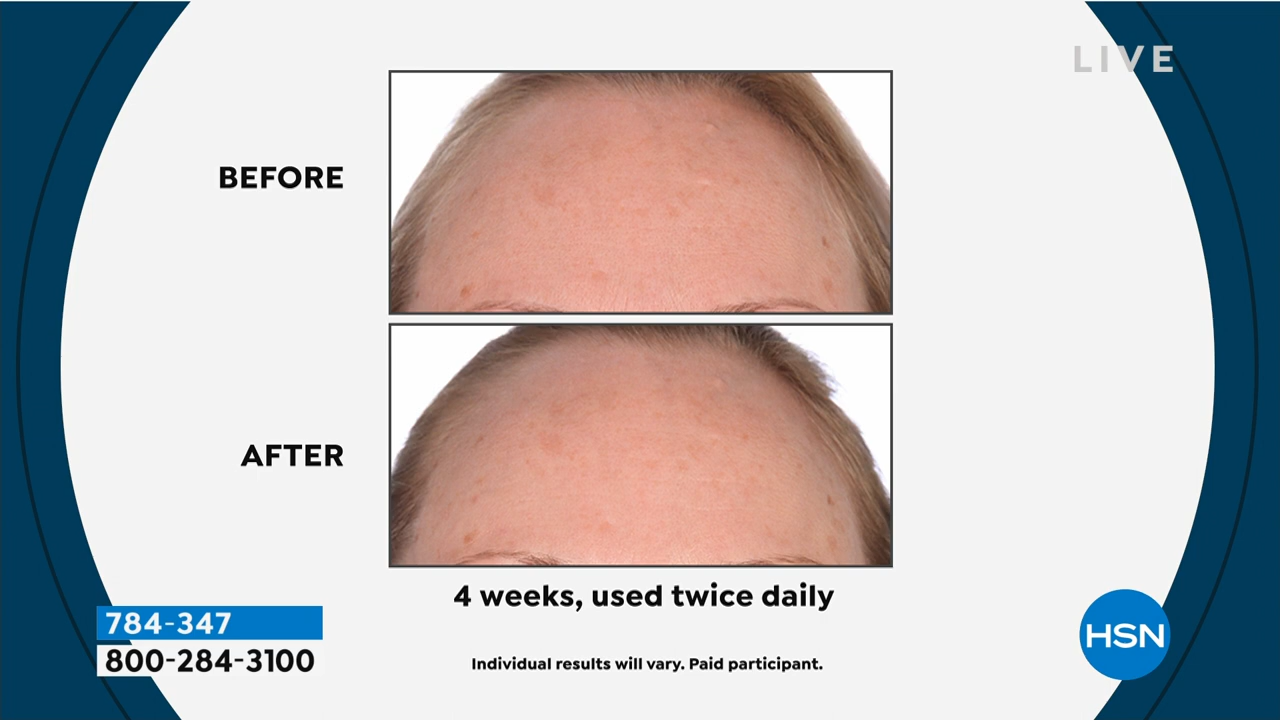 LIVE
BEFORE
AFTER
4 weeks, used twice daily
784-347
800-284-3100
HSN
Individual results will vary. Paid participant.